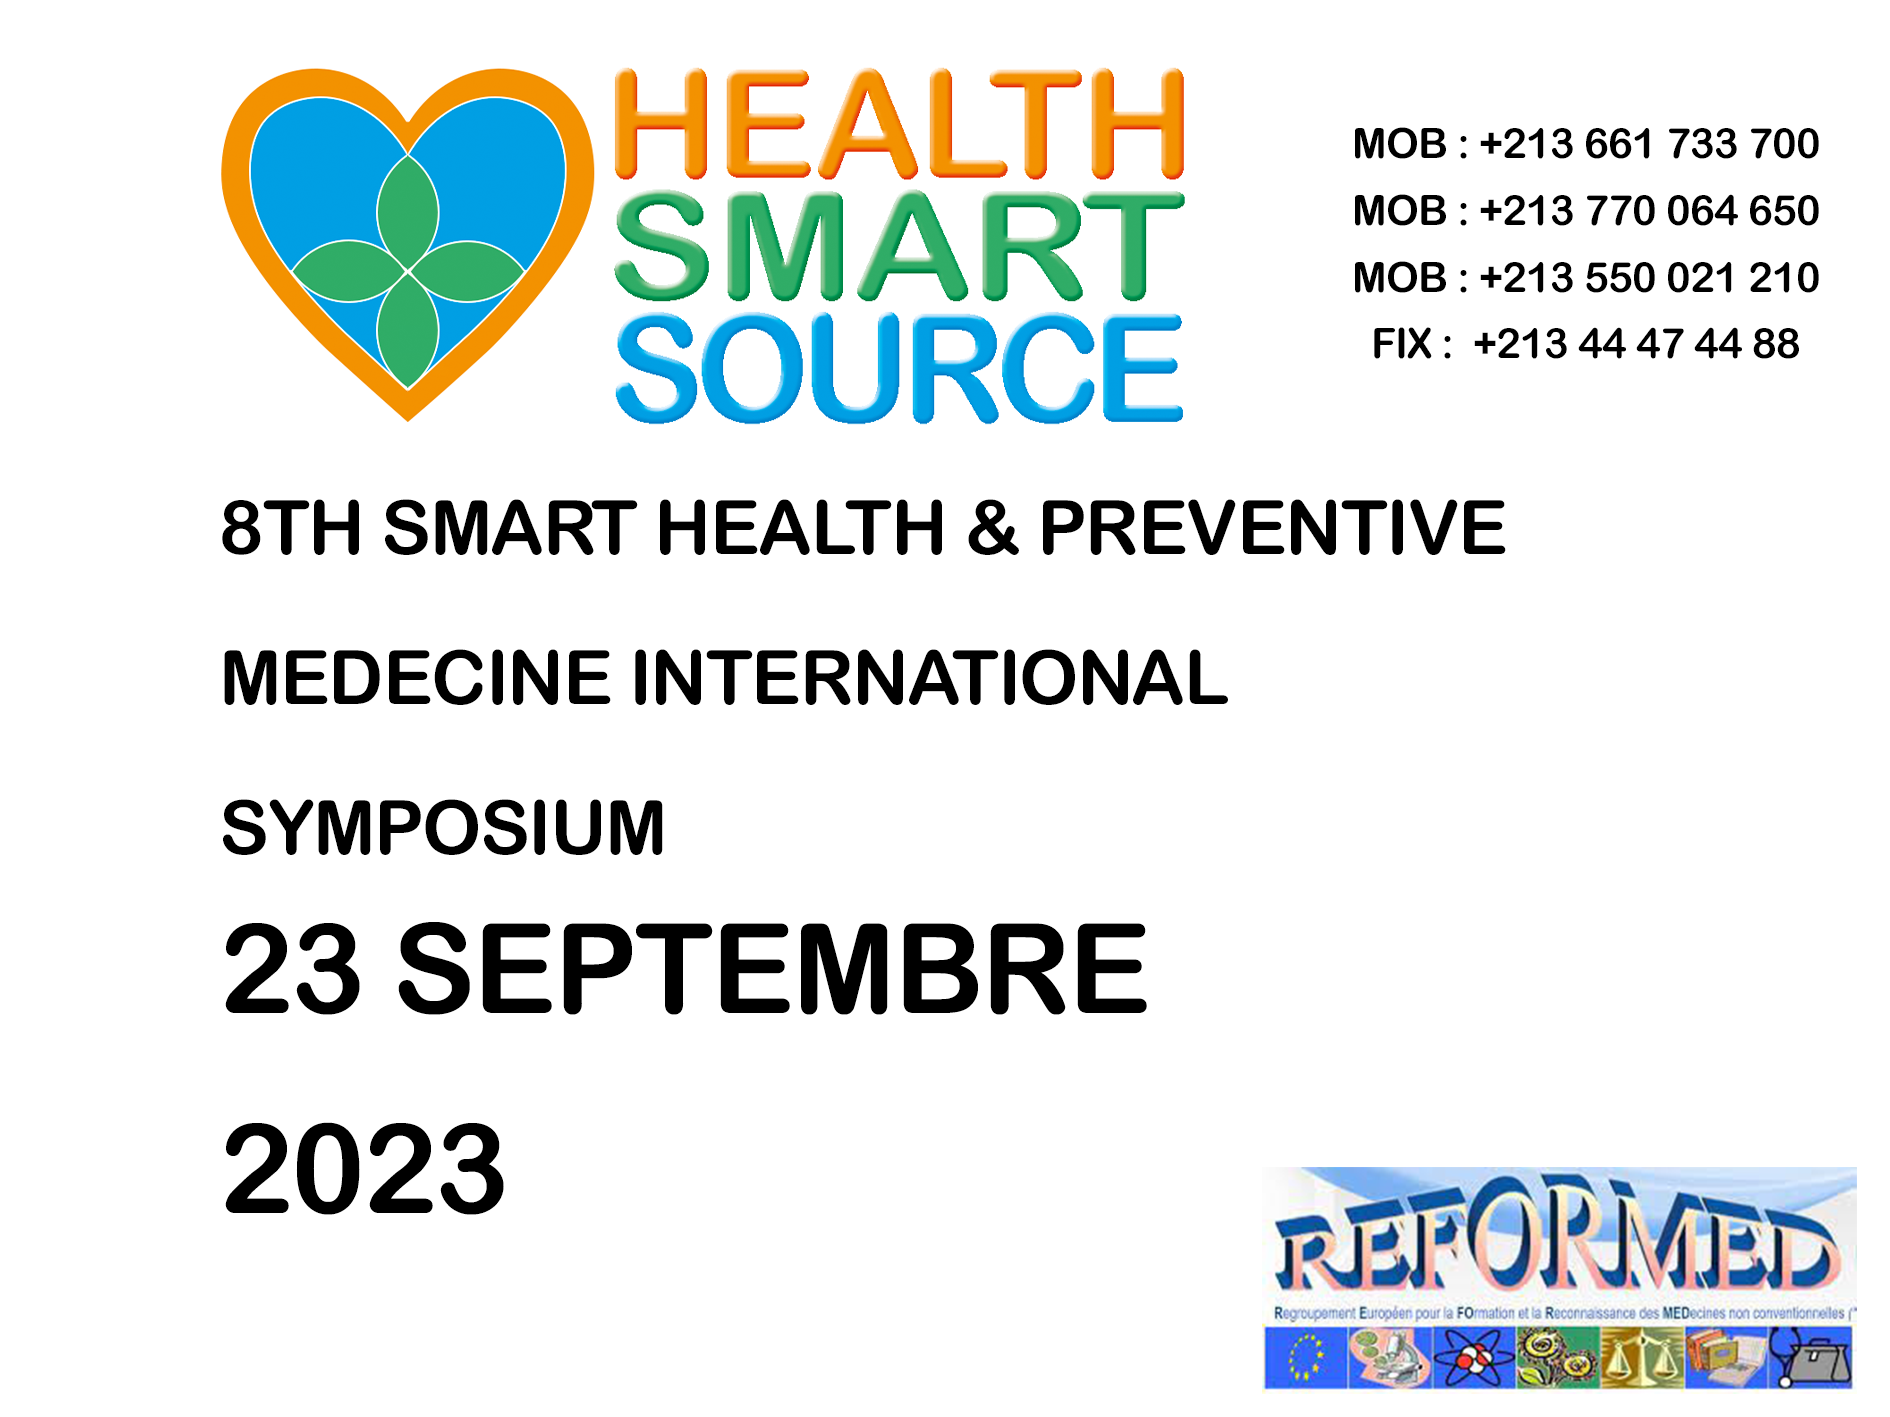 HEALTH
SMART
SOURCE
MOB : +213 661 733 700
MOB : +213 770 064 650
MOB : +213 550 021 210
FIX : +213 44 47 44 88
8TH SMART HEALTH & PREVENTIVE
MEDECINE INTERNATIONAL
SYMPOSIUM
23 SEPTEMBRE
2023
REFORMED
Regroupement Européen pour la FOrmation et la Reconnaissance des MEDecines non conventionnelles (*